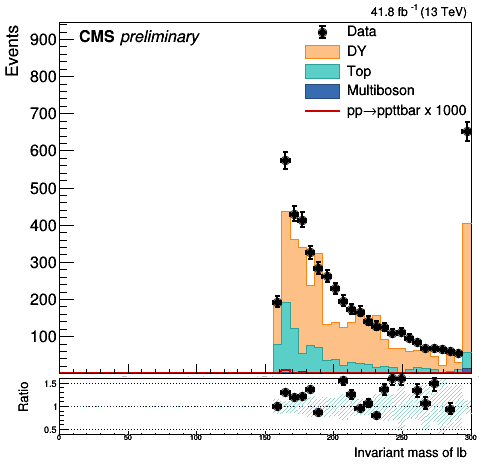 41.8 fb⁻¹ (13 TeV)
CMS preliminary
Data
DY
Top
Multiboson
pp→ppttbar x 1000
Events
900
800
700
600
500
400
300
200
100
Ratio
1.5
1
0.5
0 50 100 150 200 250 300
Invariant mass of lb